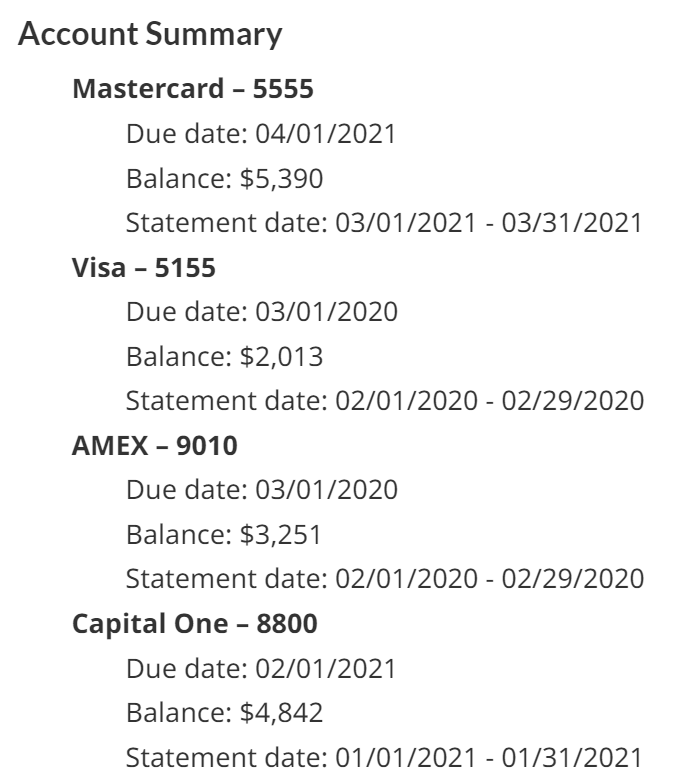 Account Summary
Mastercard – 5555
Due date: 04/01/2021
Balance: $5,390
Statement date: 03/01/2021 - 03/31/2021
Visa – 5155
Due date: 03/01/2020
Balance: $2,013
Statement date: 02/01/2020 - 02/29/2020
AMEX – 9010
Due date: 03/01/2020
Balance: $3,251
Statement date: 02/01/2020 - 02/29/2020
Capital One – 8800
Due date: 02/01/2021
Balance: $4,842
Statement date: 01/01/2021 - 01/31/2021